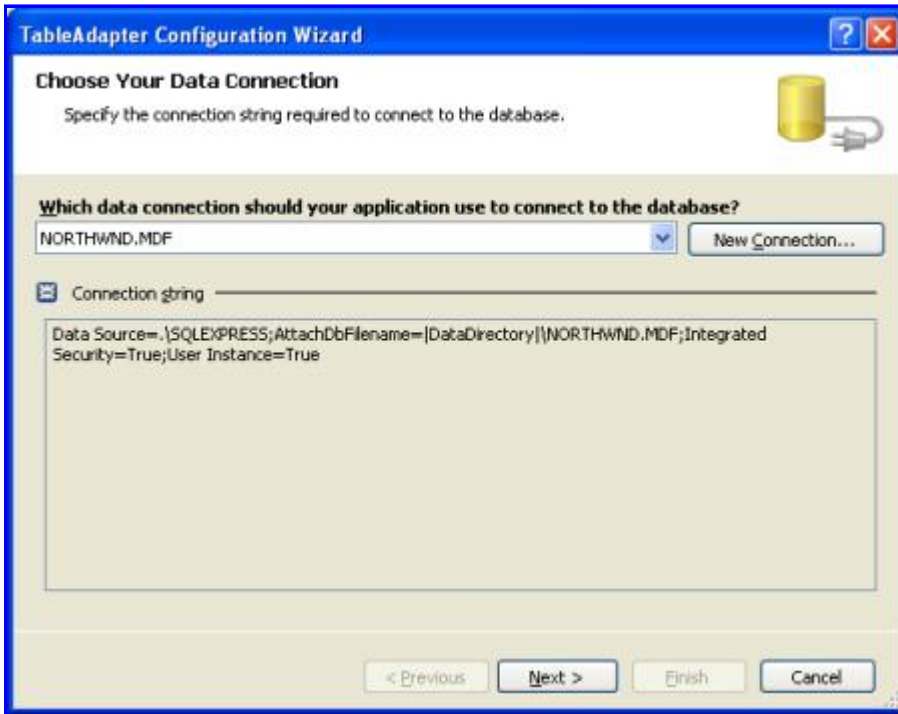 TableAdapter Configuration Wizard
Choose Your Data Connection
Specify the connection string required to connect to the database.
Which data connection should your application use to connect to the database?
NORTHWND.MDF
New Connection...
Connection string
Data Source=.\SQLEXPRESS;AttachDbFilename=|DataDirectory|\NORTHWND.MDF;Integrated
Security=True;User Instance=True
< Previous
Next >
Finish
Cancel